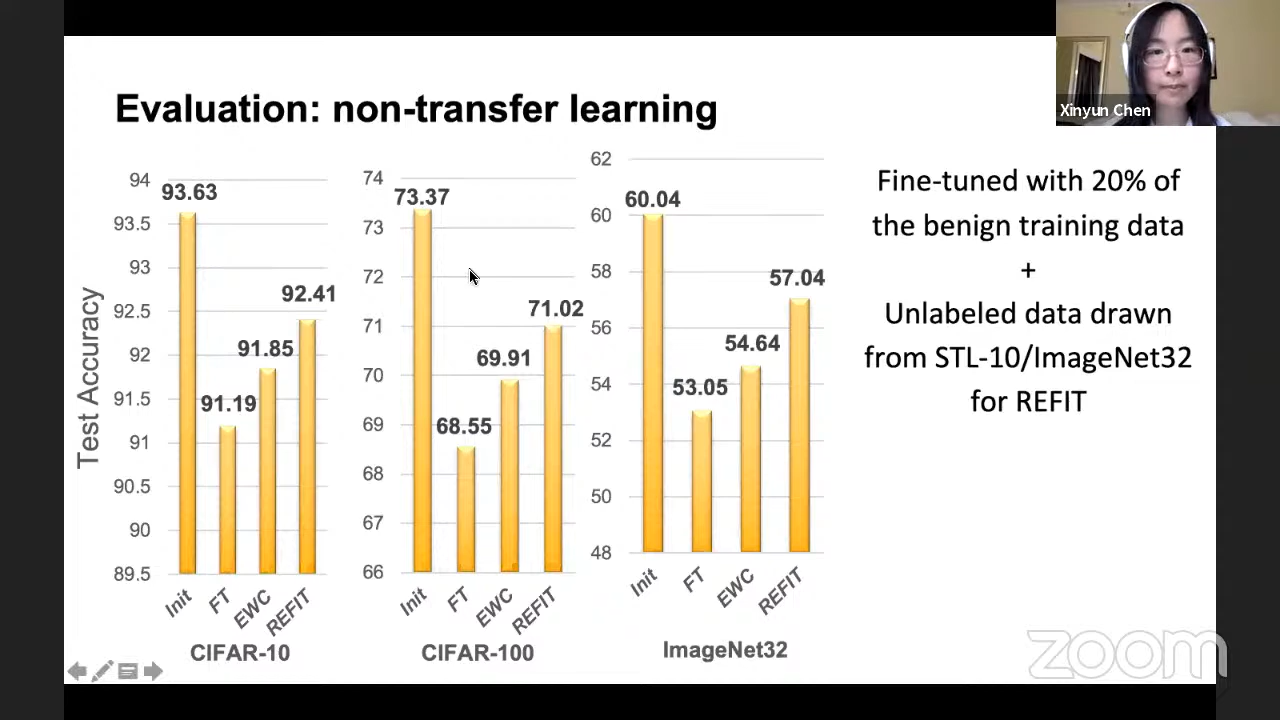 Xinyun Chen
Evaluation: non-transfer learning
Test Accuracy
94
93.5
93
92.5
92
91.5
91
90.5
90
89.5
93.63
91.19
91.85
92.41
Init
FT
EWC
REFIT
CIFAR-10
74
73
72
71
70
69
68
67
66
73.37
68.55
69.91
71.02
Init
FT
EWC
REFIT
CIFAR-100
62
60
58
56
54
52
50
48
60.04
53.05
54.64
57.04
Init
FT
EWC
REFIT
ImageNet32
Fine-tuned with 20% of
the benign training data
+
Unlabeled data drawn
from STL-10/ImageNet32
for REFIT
zoom